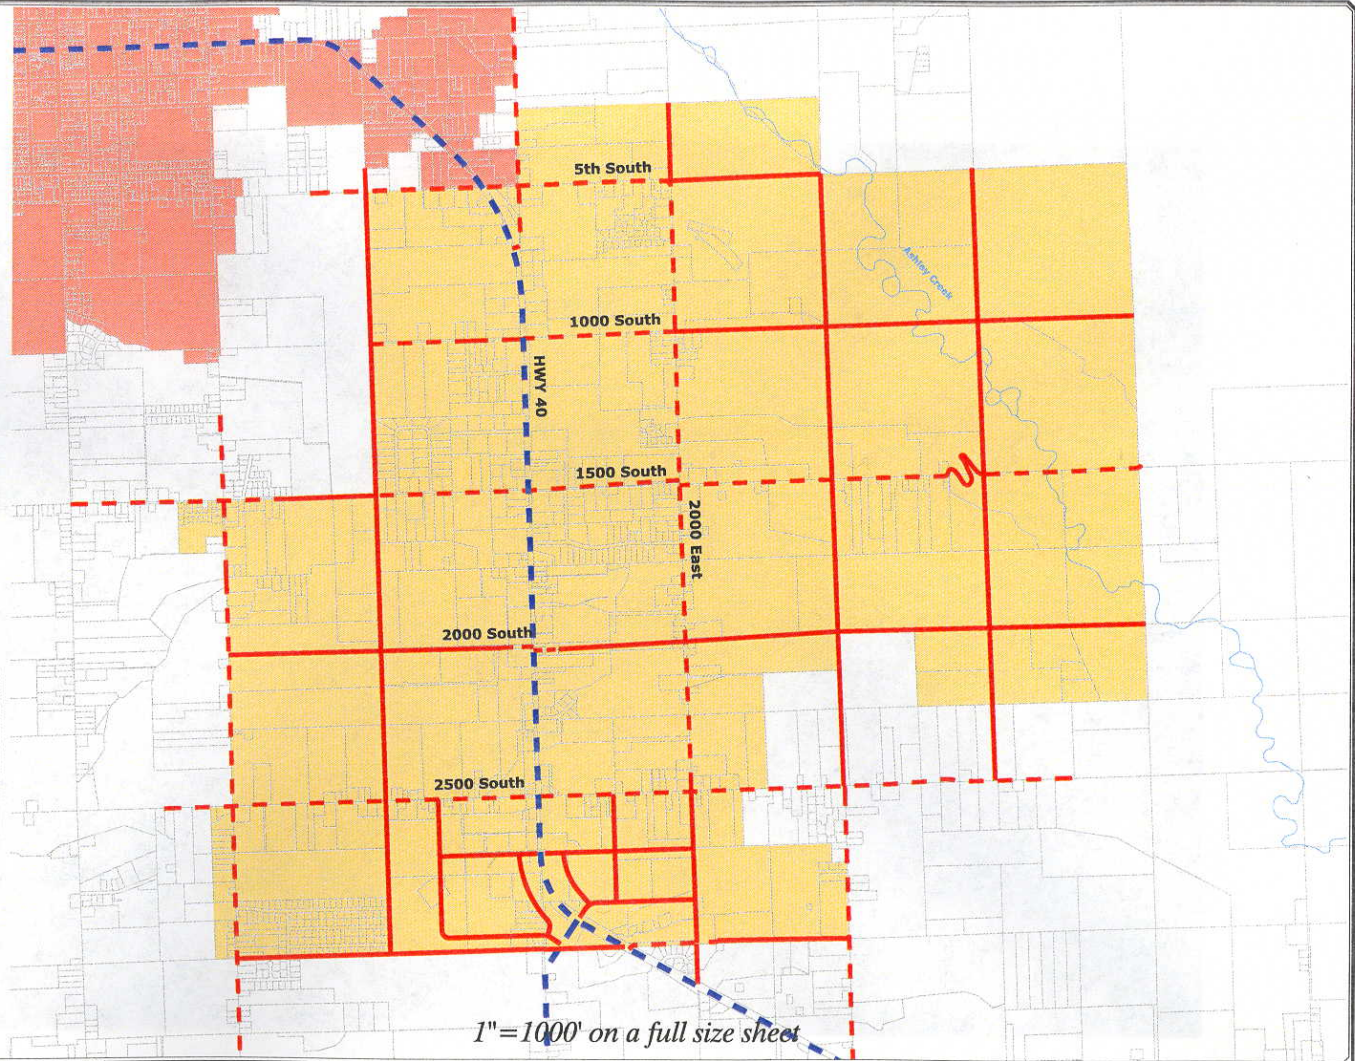 5th South
Ashley Creek
1000 South
HWY 40
1500 South
2000 East
2000 South
2500 South
1"=1000' on a full size sheet